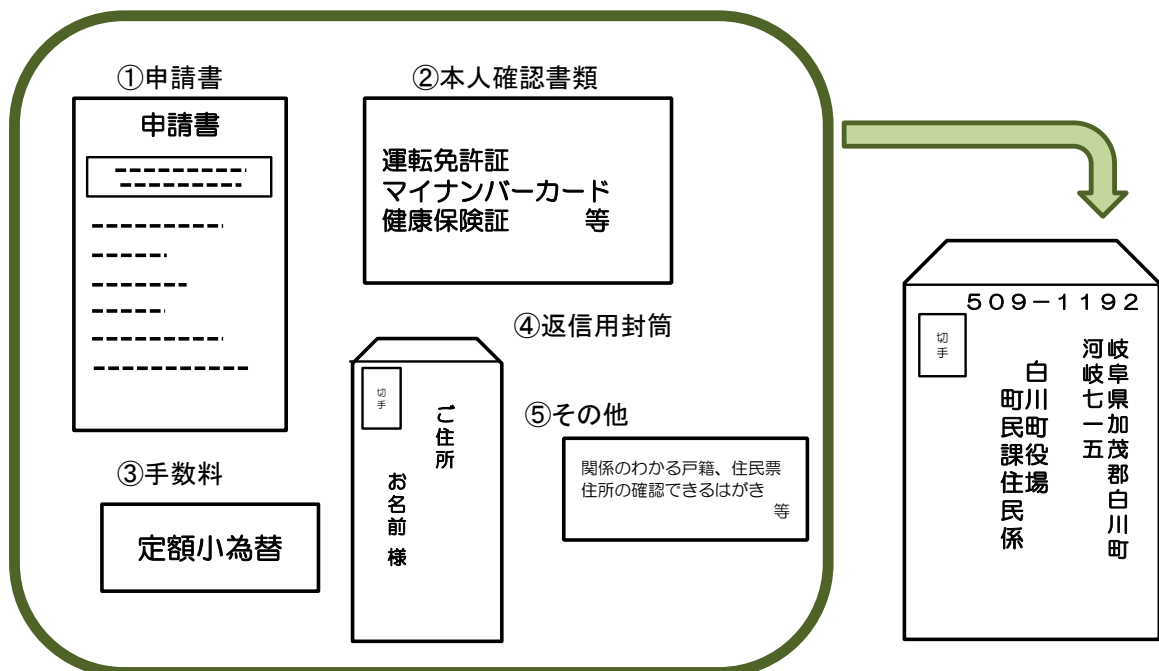 ①申請書
申請書
②本人確認書類
運転免許証
マイナンバーカード
健康保険証　　　等
③手数料
定額小為替
④返信用封筒
切手
ご住所
お名前 様
⑤その他
関係のわかる戸籍、住民票
住所の確認できるはがき
等
５０９－１１９２
切手
岐阜県加茂郡白川町
河岐七一五
白川町役場
町民課住民係